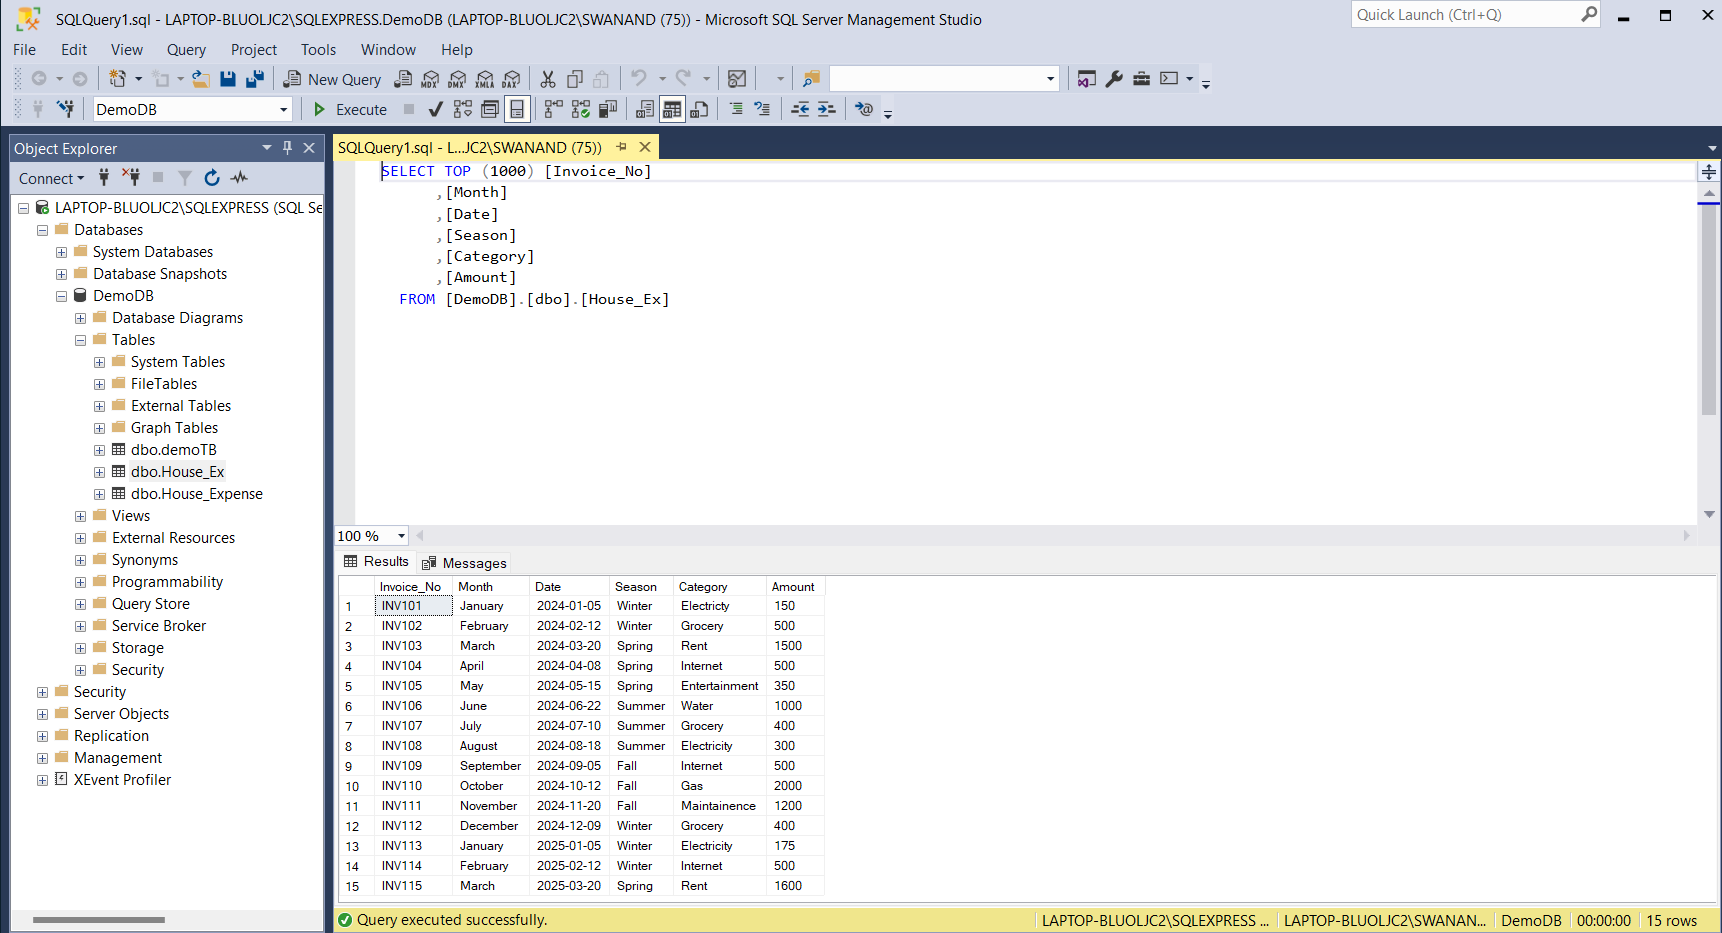 SQLQuery1.sql - LAPTOP-BLUOLJC2\SQLEXPRESS.DemoDB (LAPTOP-BLUOLJC2\SWANAND (75)) - Microsoft SQL Server Management Studio
Quick Launch (Ctrl+Q)
File Edit View Query Project Tools Window Help
New Query MDX DMX XMLA DAX
DemoDB Execute
Object Explorer
Connect
LAPTOP-BLUOLJC2\SQLEXPRESS (SQL Se
Databases
System Databases
Database Snapshots
DemoDB
Database Diagrams
Tables
System Tables
FileTables
External Tables
Graph Tables
dbo.demoTB
dbo.House_Ex
dbo.House_Expense
Views
External Resources
Synonyms
Programmability
Query Store
Service Broker
Storage
Security
Security
Server Objects
Replication
Management
XEvent Profiler
SQLQuery1.sql - L...JC2\SWANAND (75))
SELECT TOP (1000) [Invoice_No]
,[Month]
,[Date]
,[Season]
,[Category]
,[Amount]
FROM [DemoDB].[dbo].[House_Ex]
100 %
Results Messages
Invoice_No Month Date Season Category Amount
1 INV101 January 2024-01-05 Winter Electricty 150
2 INV102 February 2024-02-12 Winter Grocery 500
3 INV103 March 2024-03-20 Spring Rent 1500
4 INV104 April 2024-04-08 Spring Internet 500
5 INV105 May 2024-05-15 Spring Entertainment 350
6 INV106 June 2024-06-22 Summer Water 1000
7 INV107 July 2024-07-10 Summer Grocery 400
8 INV108 August 2024-08-18 Summer Electricity 300
9 INV109 September 2024-09-05 Fall Internet 500
10 INV110 October 2024-10-12 Fall Gas 2000
11 INV111 November 2024-11-20 Fall Maintainence 1200
12 INV112 December 2024-12-09 Winter Grocery 400
13 INV113 January 2025-01-05 Winter Electricity 175
14 INV114 February 2025-02-12 Winter Internet 500
15 INV115 March 2025-03-20 Spring Rent 1600
Query executed successfully. LAPTOP-BLUOLJC2\SQLEXPRESS ... LAPTOP-BLUOLJC2\SWANAN... DemoDB 00:00:00 15 rows